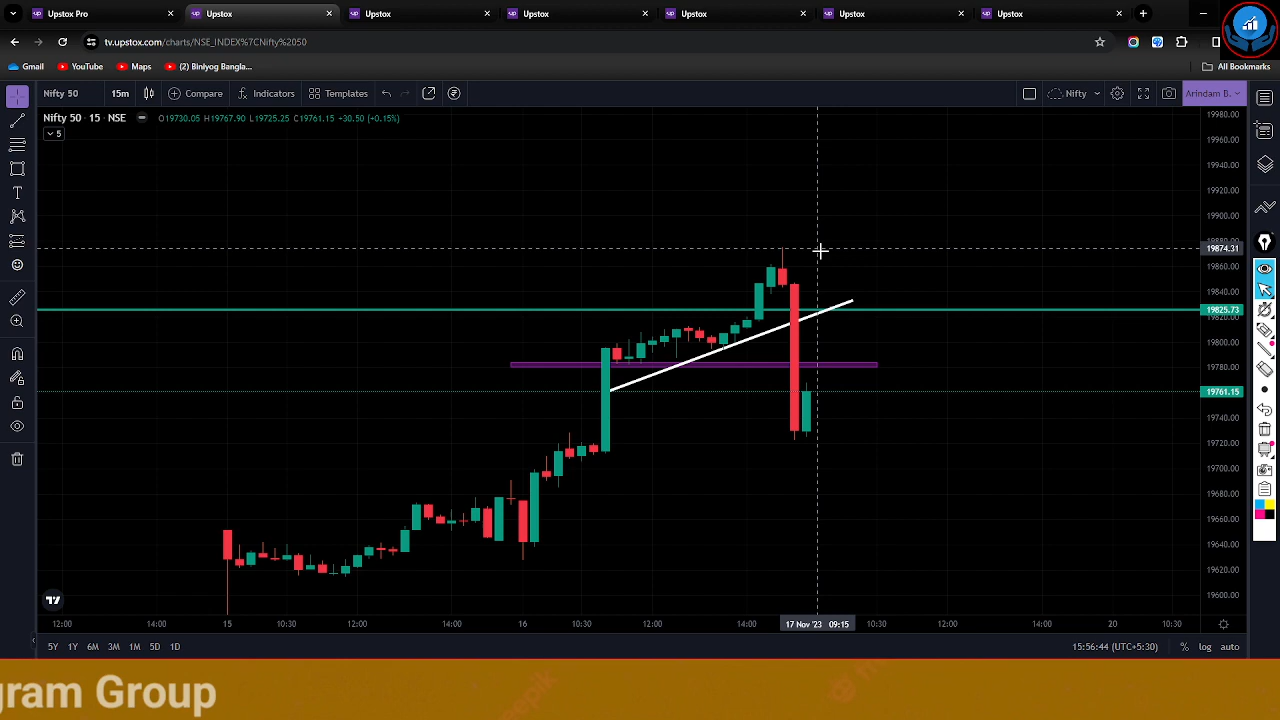 Upstox Pro
Upstox
Upstox
Upstox
Upstox
Upstox
Upstox
tv.upstox.com/charts/NSE_INDEX%7CNifty%2050
Gmail
YouTube
Maps
(2) Biniyog Bangla...
All Bookmarks
Nifty 50
15m
Compare
Indicators
Templates
Nifty
Arindam B.
Nifty 50 · 15 · NSE
O19730.05 H19767.90 L19725.25 C19761.15 +30.50 (+0.15%)
5
19980.00
19960.00
19940.00
19920.00
19900.00
19874.31
19860.00
19840.00
19825.73
19800.00
19780.00
19761.15
19740.00
19720.00
19700.00
19680.00
19660.00
19640.00
19620.00
19600.00
12:00
14:00
15
10:30
12:00
14:00
16
10:30
12:00
14:00
17 Nov '23 09:15
10:30
12:00
14:00
20
10:30
5Y
1Y
6M
3M
1M
5D
1D
15:56:44 (UTC+5:30)
%
log
auto
gram Group